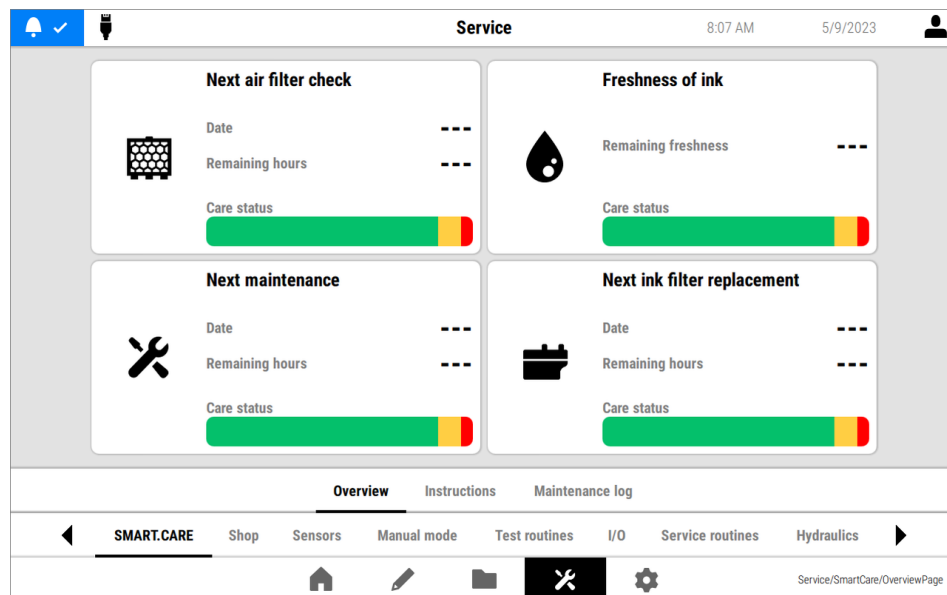 Service 8:07 AM 5/9/2023
Next air filter check
Date ---
Remaining hours ---
Care status
Freshness of ink
Remaining freshness ---
Care status
Next maintenance
Date ---
Remaining hours ---
Care status
Next ink filter replacement
Date ---
Remaining hours ---
Care status
Overview Instructions Maintenance log
SMART.CARE Shop Sensors Manual mode Test routines I/O Service routines Hydraulics
Service/SmartCare/OverviewPage